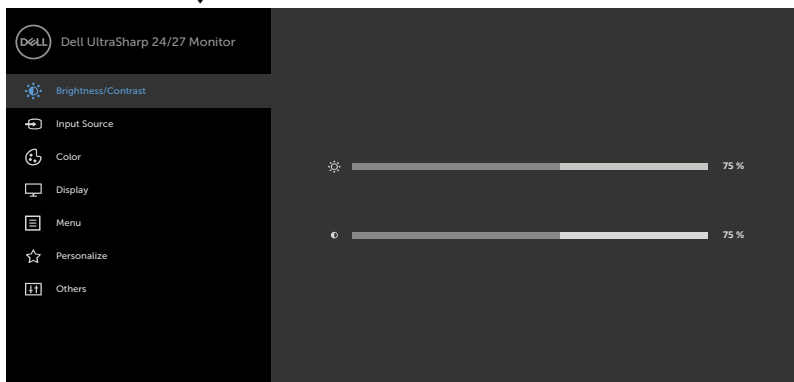 DELL Dell UltraSharp 24/27 Monitor
Brightness/Contrast
Input Source
Color
75 %
Display
Menu
75 %
Personalize
Others